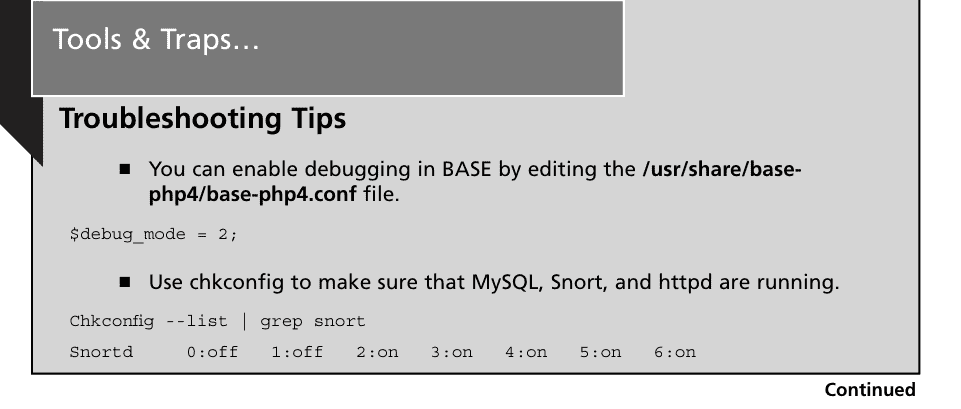 Tools & Traps…
Troubleshooting Tips
■ You can enable debugging in BASE by editing the /usr/share/base-
php4/base-php4.conf file.
$debug_mode = 2;
■ Use chkconfig to make sure that MySQL, Snort, and httpd are running.
Chkconfig --list | grep snort
Snortd 0:off 1:off 2:on 3:on 4:on 5:on 6:on
Continued